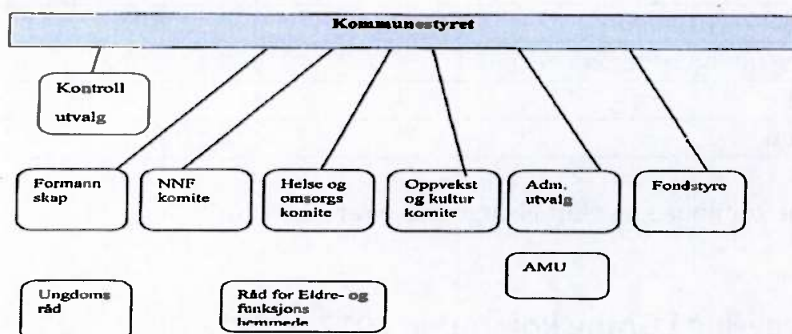 Kommunestyret
Kontroll
utvalg
Formann
skap
NNF
komite
Helse og
omsorgs
komite
Oppvekst
og kultur
komite
Adm.
utvalg
Fondstyre
AMU
Ungdoms
råd
Råd for Eldre- og
funksjons
hemmede